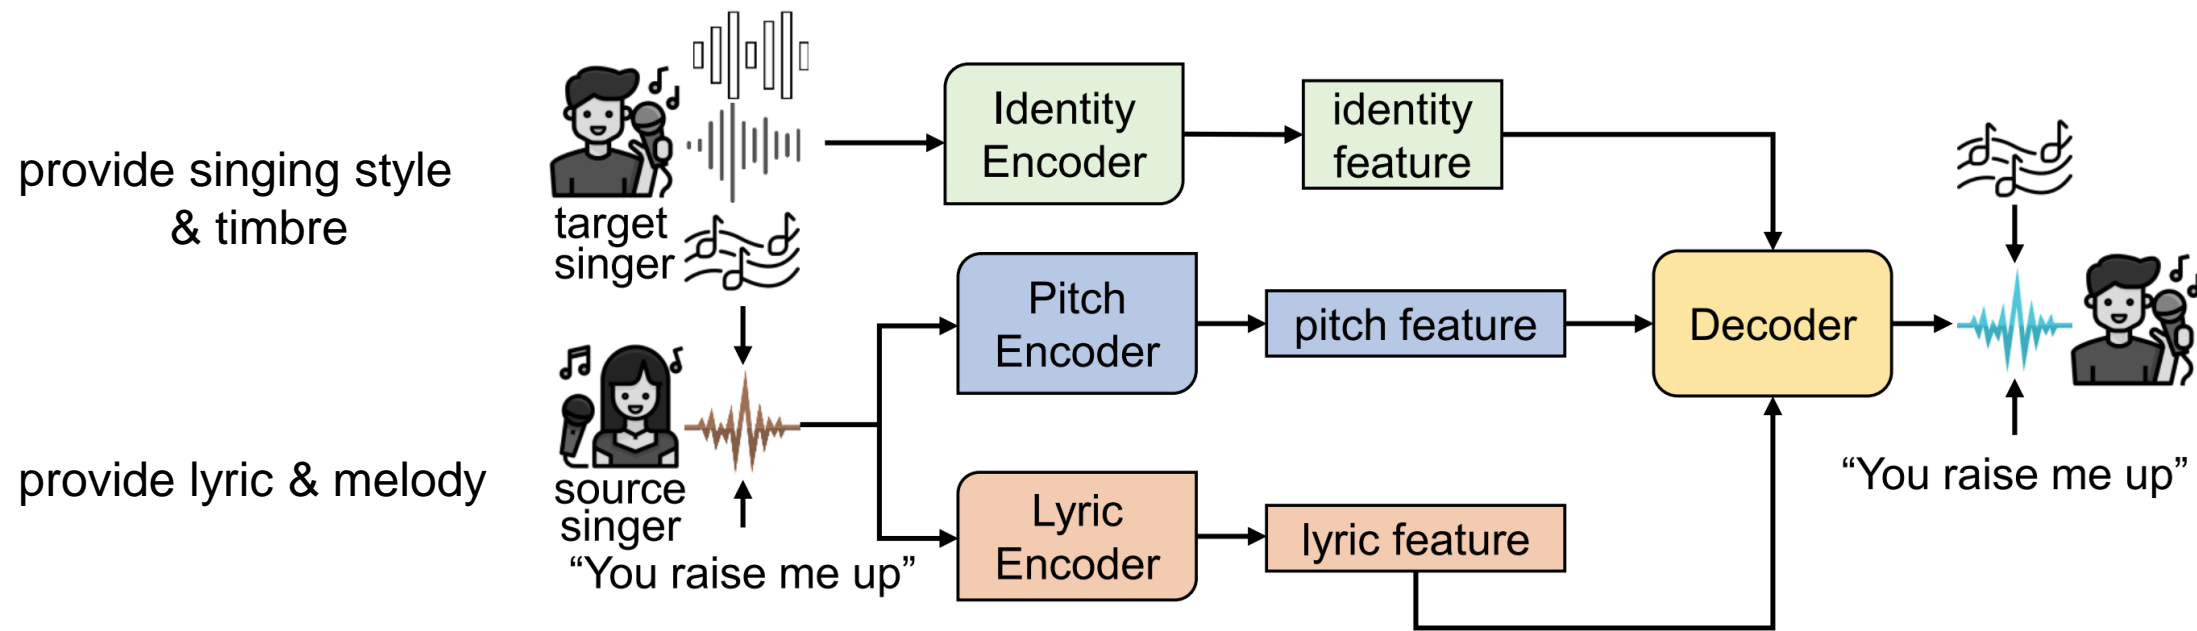 provide singing style
& timbre
target
singer
Identity
Encoder
identity
feature
Pitch
Encoder
pitch feature
Decoder
provide lyric & melody
source
singer
“You raise me up”
Lyric
Encoder
lyric feature
“You raise me up”